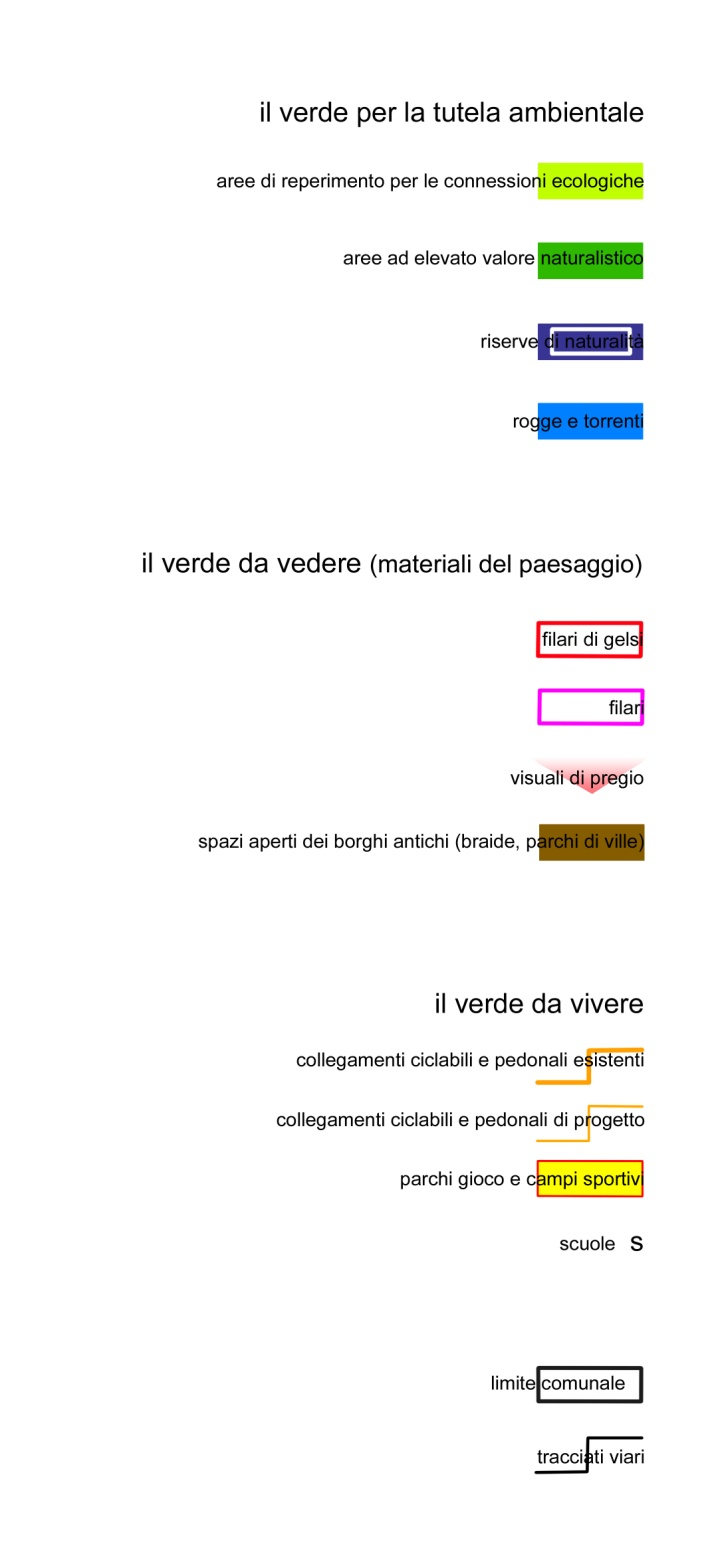 il verde per la tutela ambientale
aree di reperimento per le connessioni ecologiche
aree ad elevato valore naturalistico
riserve di naturalità
rogge e torrenti
il verde da vedere (materiali del paesaggio)
filari di gelsi
filari
visuali di pregio
spazi aperti dei borghi antichi (braide, parchi di ville)
il verde da vivere
collegamenti ciclabili e pedonali esistenti
collegamenti ciclabili e pedonali di progetto
parchi gioco e campi sportivi
scuole S
limite comunale
tracciati viari